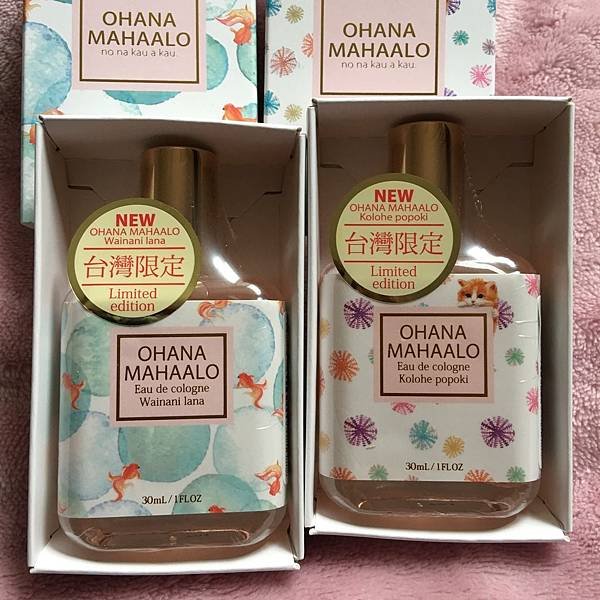 OHANA
MAHAALO
no na kau a kau.
OHANA
MAHAALO
no na kau a kau.
NEW
OHANA MAHAALO
Wainani lana
台灣限定
Limited
edition
OHANA
MAHAALO
Eau de cologne
Wainani lana
30mL / 1FLOZ
NEW
OHANA MAHAALO
Kolohe popoki
台灣限定
Limited
edition
OHANA
MAHAALO
Eau de cologne
Kolohe popoki
30mL / 1FLOZ